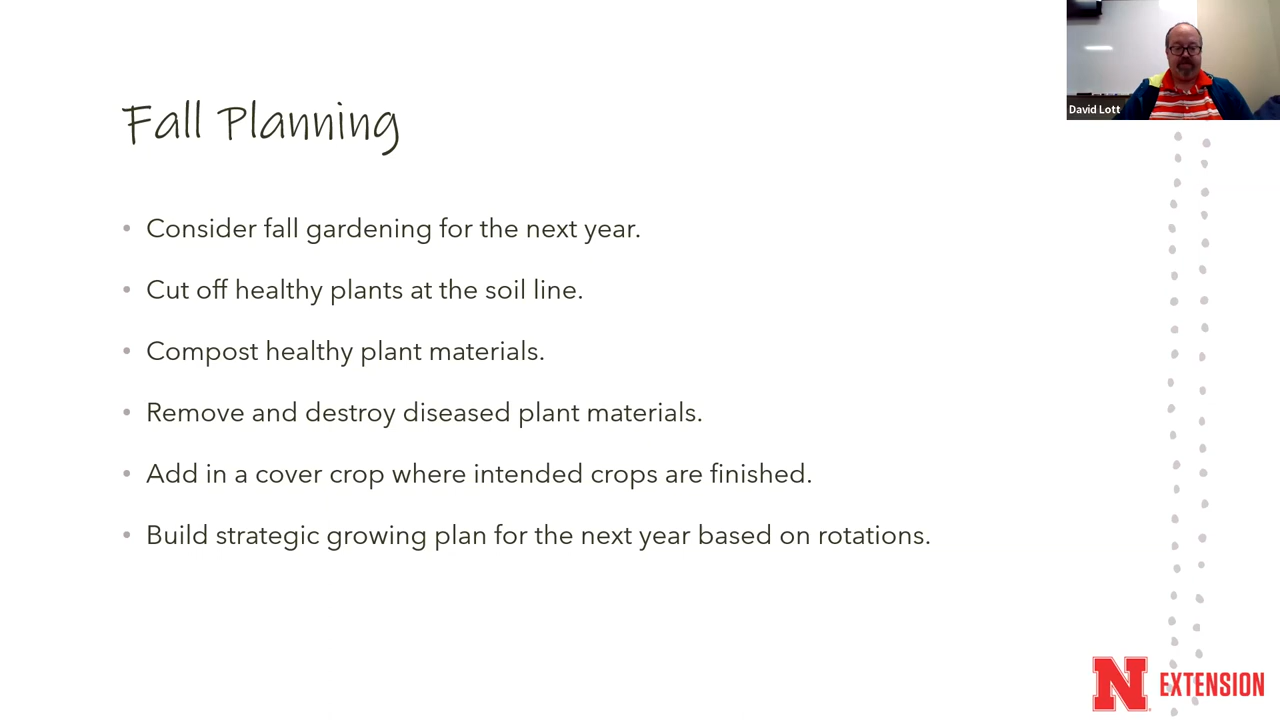 David Lott
Fall Planning
• Consider fall gardening for the next year.
• Cut off healthy plants at the soil line.
• Compost healthy plant materials.
• Remove and destroy diseased plant materials.
• Add in a cover crop where intended crops are finished.
• Build strategic growing plan for the next year based on rotations.
N EXTENSION